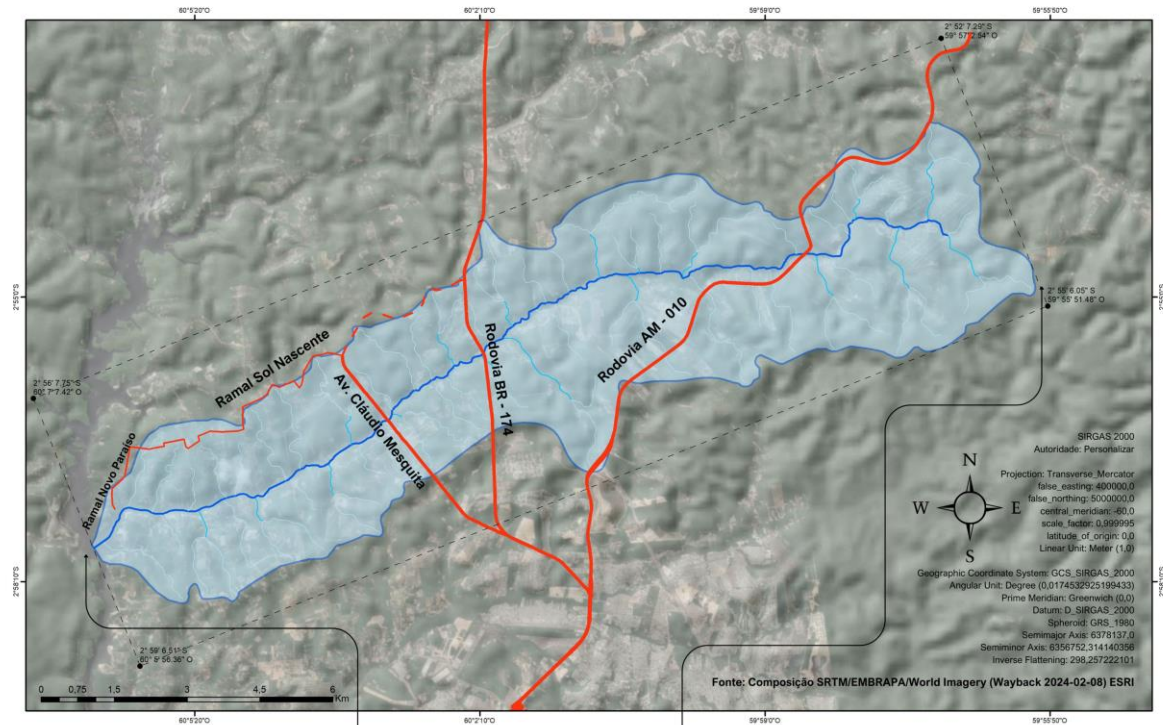 60°5'20"O
60°2'10"O
59°59'0"O
59°55'50"O
2° 52' 7.29" S
59° 57' 2.54" O
2°55'0"S
2°55'0"S
2° 55' 6.05" S
59° 55' 51.48" O
Ramal Sol Nascente
Rodovia BR - 174
Rodovia AM - 010
Av. Cláudio Mesquita
2° 56' 7.75" S
60° 7' 7.42" O
Ramal Novo Paraíso
SIRGAS 2000
Autoridade: Personalizar
Projection: Transverse_Mercator
false_easting: 400000,0
false_northing: 5000000,0
central_meridian: -60,0
scale_factor: 0,999995
latitude_of_origin: 0,0
Linear Unit: Meter (1,0)
N
W
E
S
Geographic Coordinate System: GCS_SIRGAS_2000
Angular Unit: Degree (0,0174532925199433)
Prime Meridian: Greenwich (0,0)
Datum: D_SIRGAS_2000
Spheroid: GRS_1980
Semimajor Axis: 6378137,0
Semiminor Axis: 6356752,314140356
Inverse Flattening: 298,257222101
2°58'10"S
2°58'10"S
2° 59' 6.51" S
56.36" O
0 0,75 1,5 3 4,5 6
Km
Fonte: Composição SRTM/EMBRAPA/World Imagery (Wayback 2024-02-08) ESRI
60°5'20"O
60°2'10"O
59°59'0"O
59°55'50"O